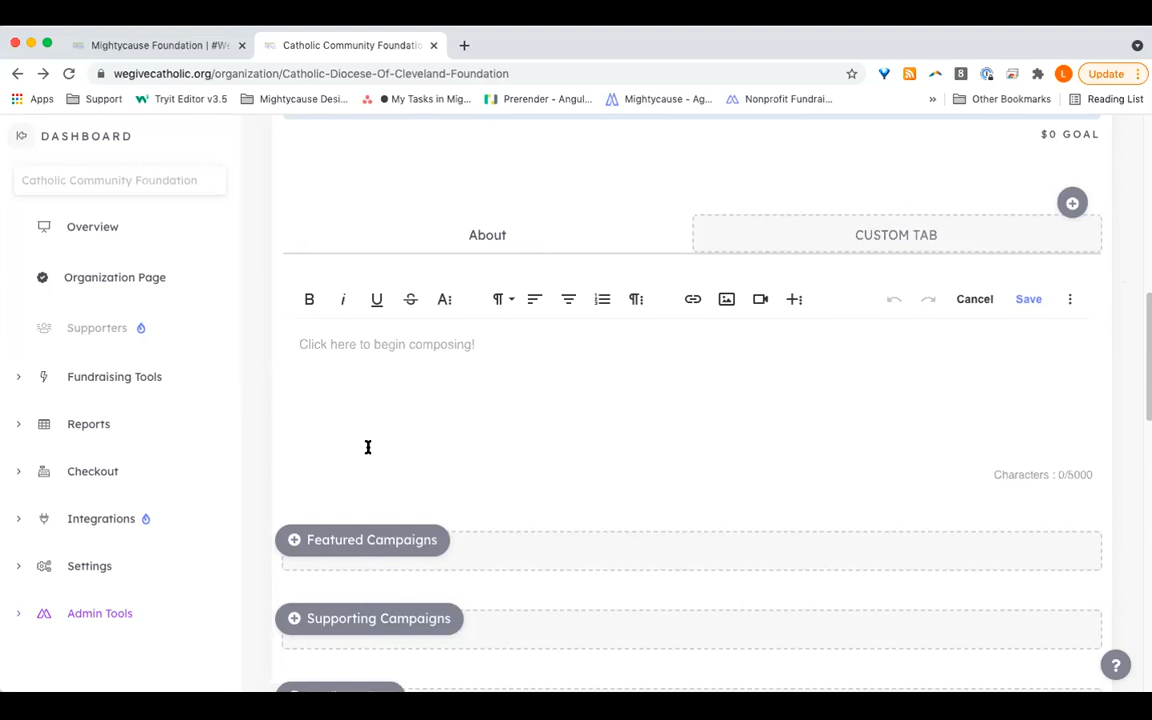 Mightycause Foundation | #We
Catholic Community Foundatio
wegivecatholic.org/organization/Catholic-Diocese-Of-Cleveland-Foundation
Update
Apps
Support
Tryit Editor v3.5
Mightycause Desi...
My Tasks in Mig...
Prerender - Angul...
Mightycause - Ag...
Nonprofit Fundrai...
»
Other Bookmarks
Reading List
DASHBOARD
Catholic Community Foundation
Overview
Organization Page
Supporters
Fundraising Tools
Reports
Checkout
Integrations
Settings
Admin Tools
$0 GOAL
About
CUSTOM TAB
B i U S A
Cancel
Save
Click here to begin composing!
Characters : 0/5000
Featured Campaigns
Supporting Campaigns
?